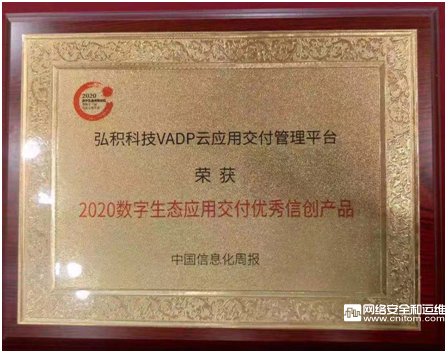 2020
弘积科技VADP云应用交付管理平台
荣 获
2020数字生态应用交付优秀信创产品
中国信息化周报
网络安全和运维
www.cnitom.com